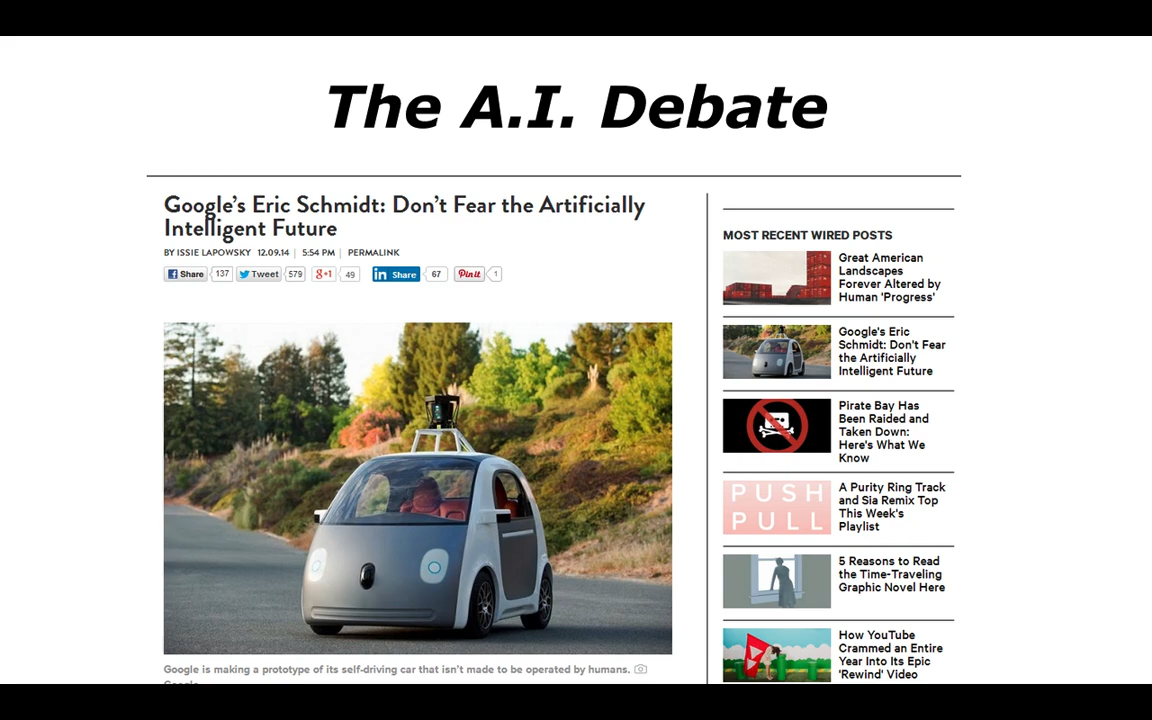 The A.I. Debate
Google's Eric Schmidt: Don't Fear the Artificially
Intelligent Future
BY ISSIE LAPOWSKY 12.09.14 | 5:54 PM | PERMALINK
Share 137 Tweet 579 g+1 49 in Share 67 Pin it 1
Google is making a prototype of its self-driving car that isn't made to be operated by humans.
MOST RECENT WIRED POSTS
Great American
Landscapes
Forever Altered by
Human 'Progress'
Google's Eric
Schmidt: Don't Fear
the Artificially
Intelligent Future
Pirate Bay Has
Been Raided and
Taken Down:
Here's What We
Know
PUSH
PULL
A Purity Ring Track
and Sia Remix Top
This Week's
Playlist
5 Reasons to Read
the Time-Traveling
Graphic Novel Here
How YouTube
Crammed an Entire
Year Into Its Epic
'Rewind' Video